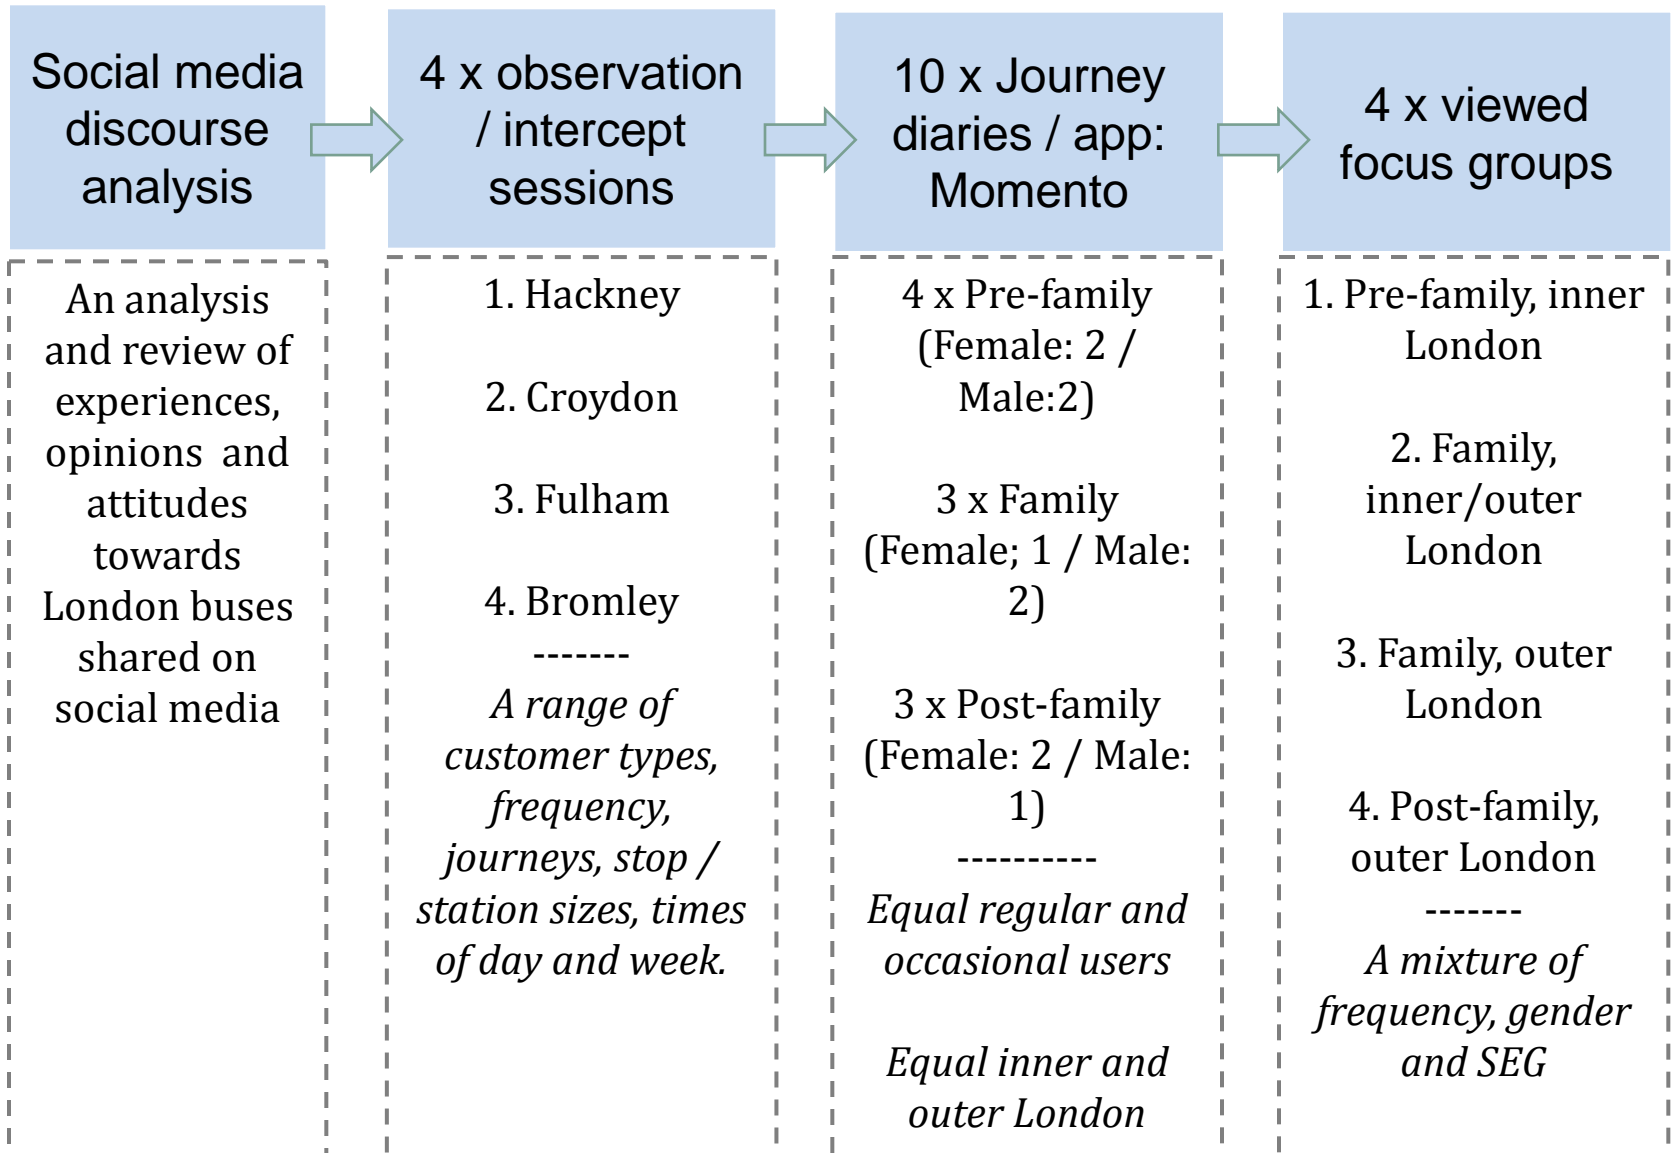 Social media
discourse
analysis
An analysis
and review of
experiences,
opinions and
attitudes
towards
London buses
shared on
social media
4 x observation
/ intercept
sessions
1. Hackney
2. Croydon
3. Fulham
4. Bromley
-------
A range of
customer types,
frequency,
journeys, stop /
station sizes, times
of day and week.
10 x Journey
diaries / app:
Momento
4 x Pre-family
(Female: 2 /
Male:2)
3 x Family
(Female; 1 / Male:
2)
3 x Post-family
(Female: 2 / Male:
1)
----------
Equal regular and
occasional users
Equal inner and
outer London
4 x viewed
focus groups
1. Pre-family, inner
London
2. Family,
inner/outer
London
3. Family, outer
London
4. Post-family,
outer London
-------
A mixture of
frequency, gender
and SEG